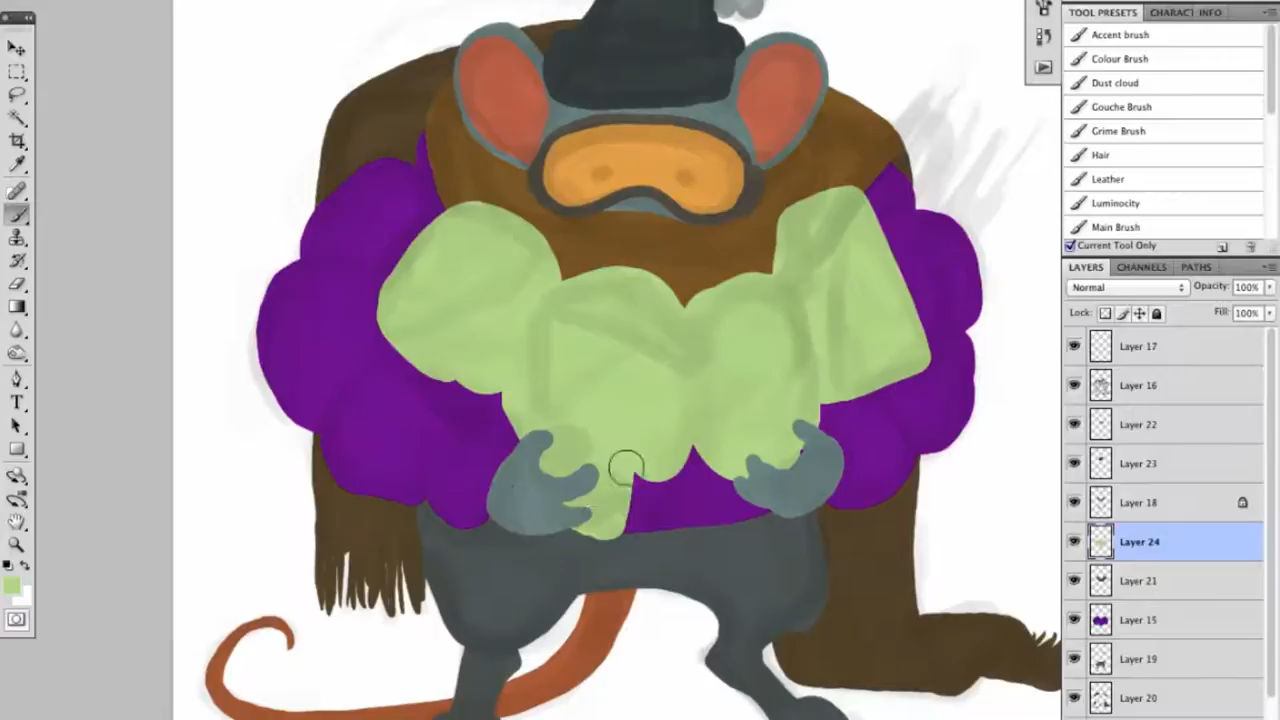 TOOL PRESETS CHARACT INFO
Accent brush
Colour Brush
Dust cloud
Gouche Brush
Grime Brush
Hair
Leather
Luminocity
Main Brush
Current Tool Only
LAYERS CHANNELS PATHS
Normal Opacity: 100%
Lock: Fill: 100%
Layer 17
Layer 16
Layer 22
Layer 23
Layer 18
Layer 24
Layer 21
Layer 15
Layer 19
Layer 20
T